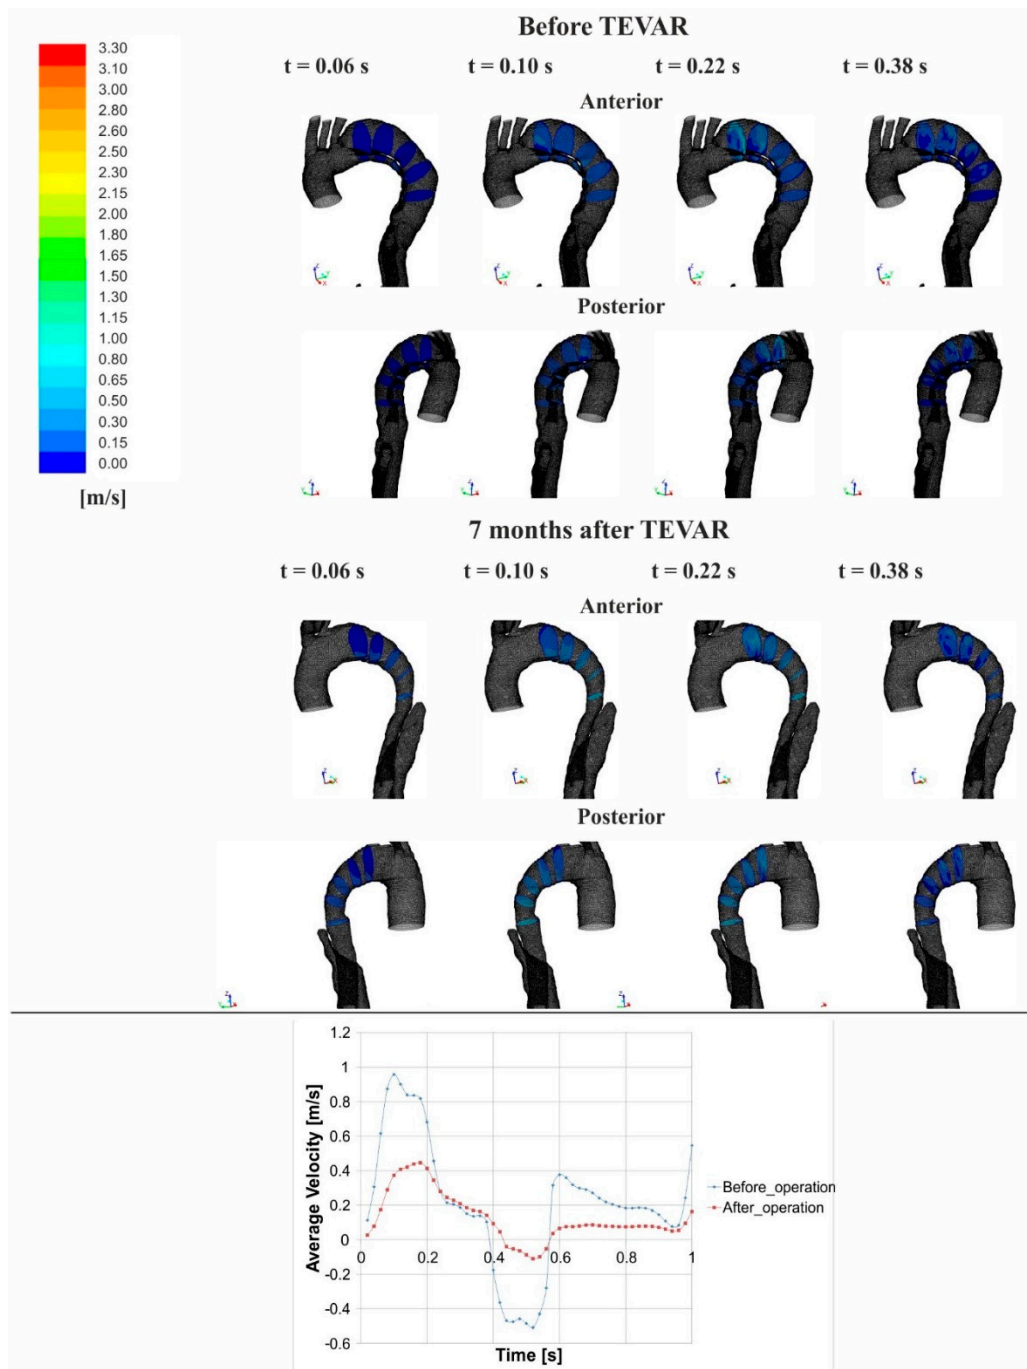 Before TEVAR
t = 0.06 s t = 0.10 s t = 0.22 s t = 0.38 s
Anterior
Posterior
3.30
3.10
3.00
2.80
2.60
2.50
2.30
2.15
2.00
1.80
1.65
1.50
1.30
1.15
1.00
0.80
0.65
0.50
0.30
0.15
0.00
[m/s]
7 months after TEVAR
t = 0.06 s t = 0.10 s t = 0.22 s t = 0.38 s
Anterior
Posterior
Average Velocity [m/s]
1.2
1
0.8
0.6
0.4
0.2
0
-0.2
-0.4
-0.6
0 0.2 0.4 0.6 0.8 1
Time [s]
Before_operation
After_operation